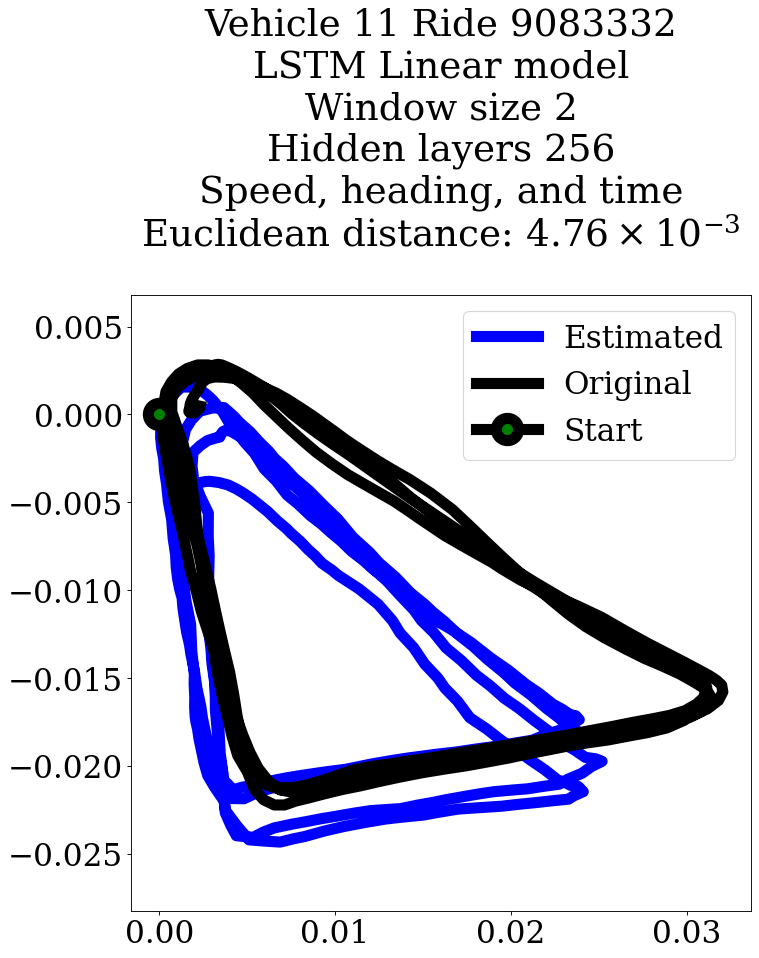 Vehicle 11 Ride 9083332
LSTM Linear model
Window size 2
Hidden layers 256
Speed, heading, and time
Euclidean distance: 4.76 × 10⁻³
Estimated
Original
Start
0.005
0.000
−0.005
−0.010
−0.015
−0.020
−0.025
0.00 0.01 0.02 0.03